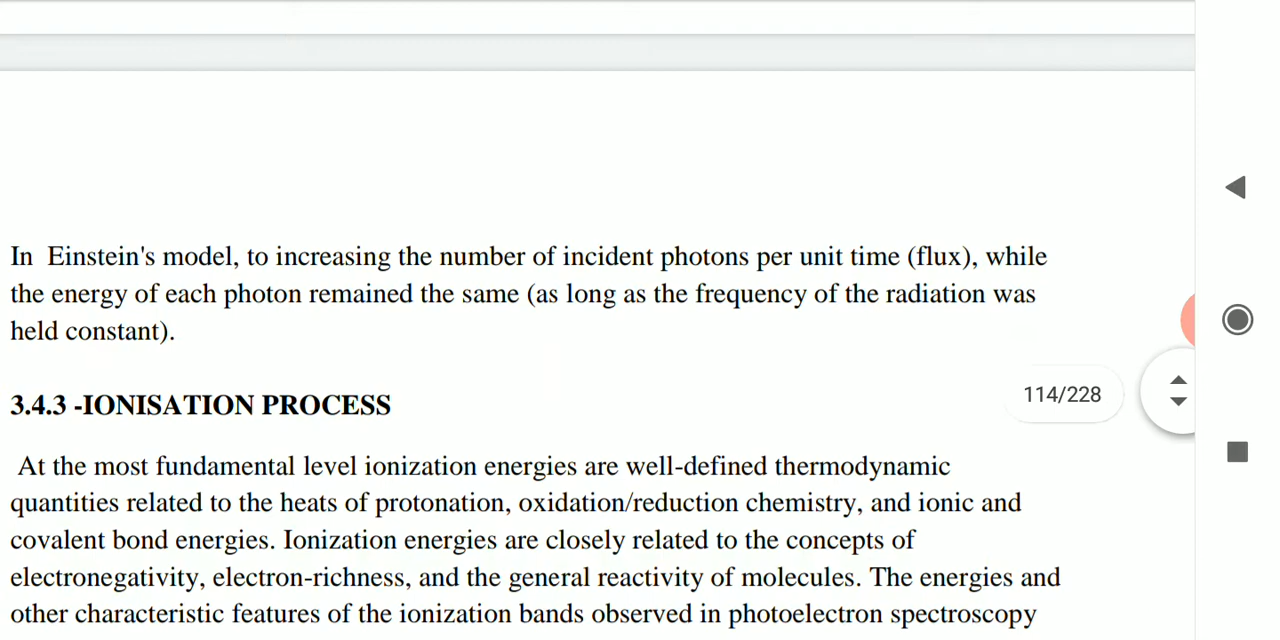 In Einstein's model, to increasing the number of incident photons per unit time (flux), while
the energy of each photon remained the same (as long as the frequency of the radiation was
held constant).
3.4.3 -IONISATION PROCESS
114/228
At the most fundamental level ionization energies are well-defined thermodynamic
quantities related to the heats of protonation, oxidation/reduction chemistry, and ionic and
covalent bond energies. Ionization energies are closely related to the concepts of
electronegativity, electron-richness, and the general reactivity of molecules. The energies and
other characteristic features of the ionization bands observed in photoelectron spectroscopy